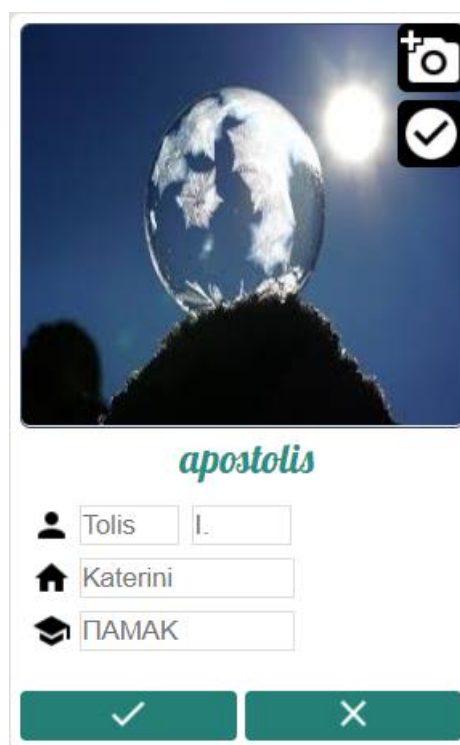 apostolis
Tolis I.
Katerini
ΠΑΜΑΚ